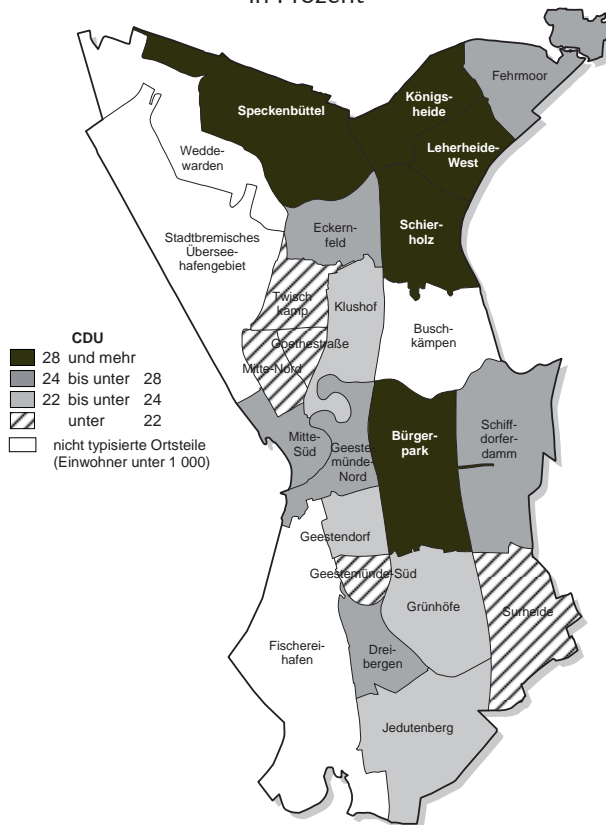 in Prozent
Fehrmoor
Königs-
heide
Speckenbüttel
Leherheide-
West
Wedde-
warden
Eckern-
feld
Schier-
holz
Stadtbremisches
Übersee-
hafengebiet
Twisch
kamp
Klushof
Busch-
kämpen
Goethestraße
Mitte-Nord
CDU
28 und mehr
24 bis unter 28
22 bis unter 24
unter 22
nicht typisierte Ortsteile
(Einwohner unter 1 000)
Mitte-
Süd
Geeste-
münde-
Nord
Bürger-
park
Schiff-
dorfer-
damm
Geestendorf
Geestemünde-Süd
Grünhöfe
Surheide
Fischerei-
hafen
Drei-
bergen
Jedutenberg